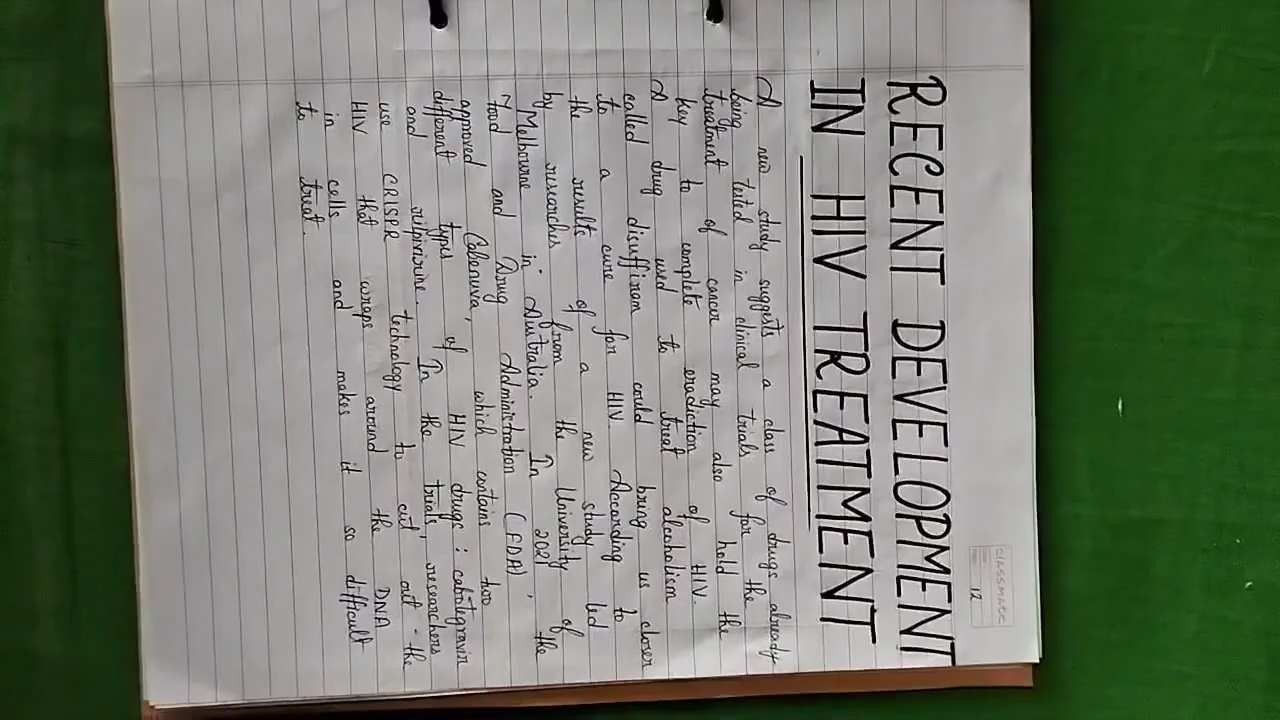 CLASSMATE
12
RECENT DEVELOPMENT
IN HIV TREATMENT
A new study suggests a class of drugs already
being tested in clinical trials for the
treatment of cancer may also hold the
key to complete eradiction of HIV.
A drug used to treat alcoholism
called disulfiram could bring us closer
to a cure for HIV. According to
the results of a new study led
by researches from the University of
Melbourne in Australia. In 2021 the
Food and Drug Administration (FDA),
approved Cabenuva, which contains two
different types of HIV drugs: cabotegravir
and rilpivirine. In the trials, researchers
use CRISPR technology to cut out the
HIV that wraps around the DNA
in cells and makes it so difficult
to treat.